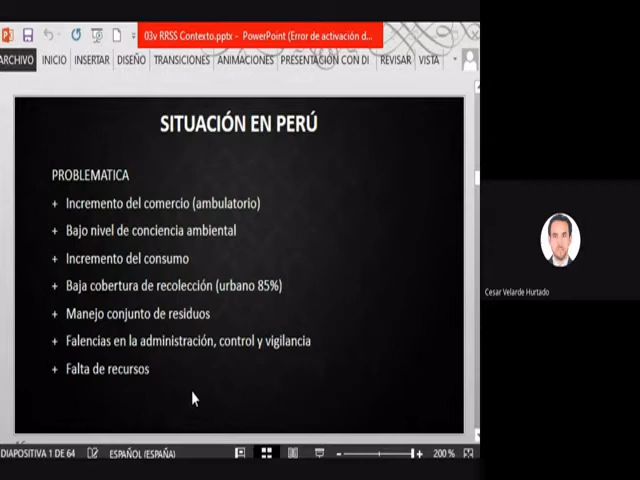 03v RRSS Contexto.pptx - PowerPoint (Error de activación d...
ARCHIVO INICIO INSERTAR DISEÑO TRANSICIONES ANIMACIONES PRESENTACIÓN CON DI REVISAR VISTA
SITUACIÓN EN PERÚ
PROBLEMATICA
+ Incremento del comercio (ambulatorio)
+ Bajo nivel de conciencia ambiental
+ Incremento del consumo
+ Baja cobertura de recolección (urbano 85%)
+ Manejo conjunto de residuos
+ Falencias en la administración, control y vigilancia
+ Falta de recursos
Cesar Velarde Hurtado
DIAPOSITIVA 1 DE 64 ESPAÑOL (ESPAÑA) 200 %